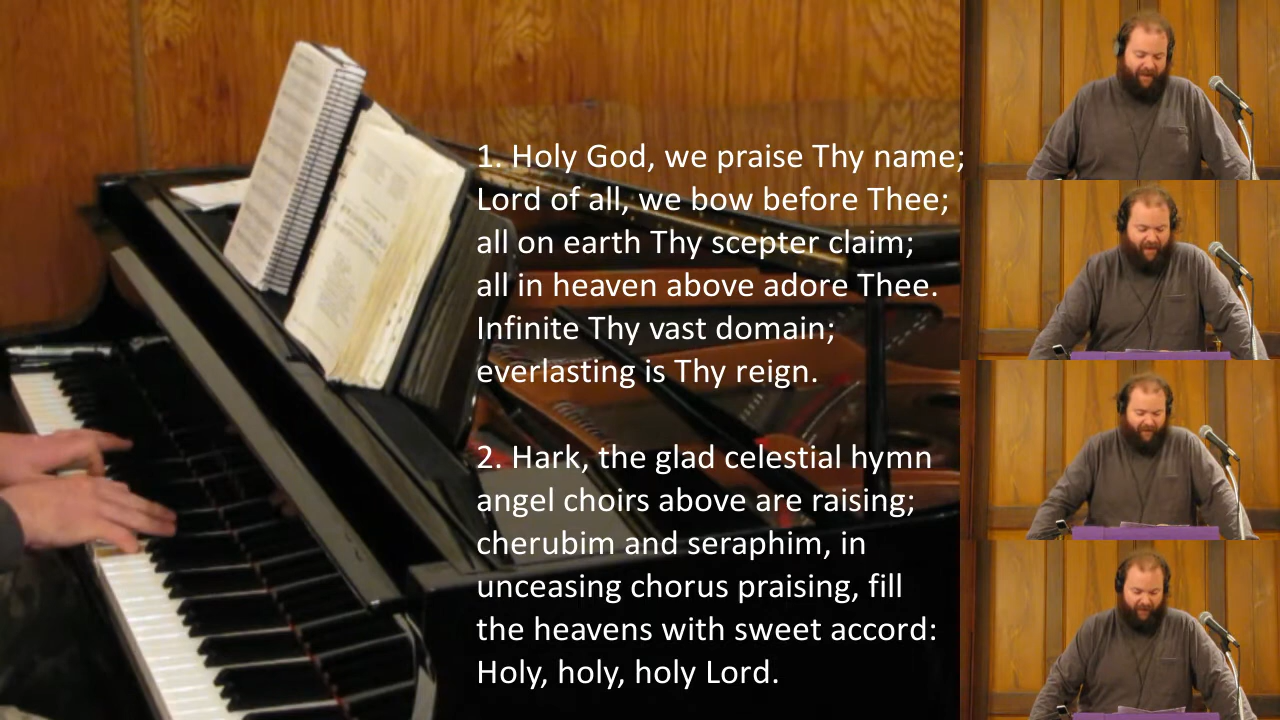 1. Holy God, we praise Thy name;
Lord of all, we bow before Thee;
all on earth Thy scepter claim;
all in heaven above adore Thee.
Infinite Thy vast domain;
everlasting is Thy reign.
2. Hark, the glad celestial hymn
angel choirs above are raising;
cherubim and seraphim, in
unceasing chorus praising, fill
the heavens with sweet accord:
Holy, holy, holy Lord.